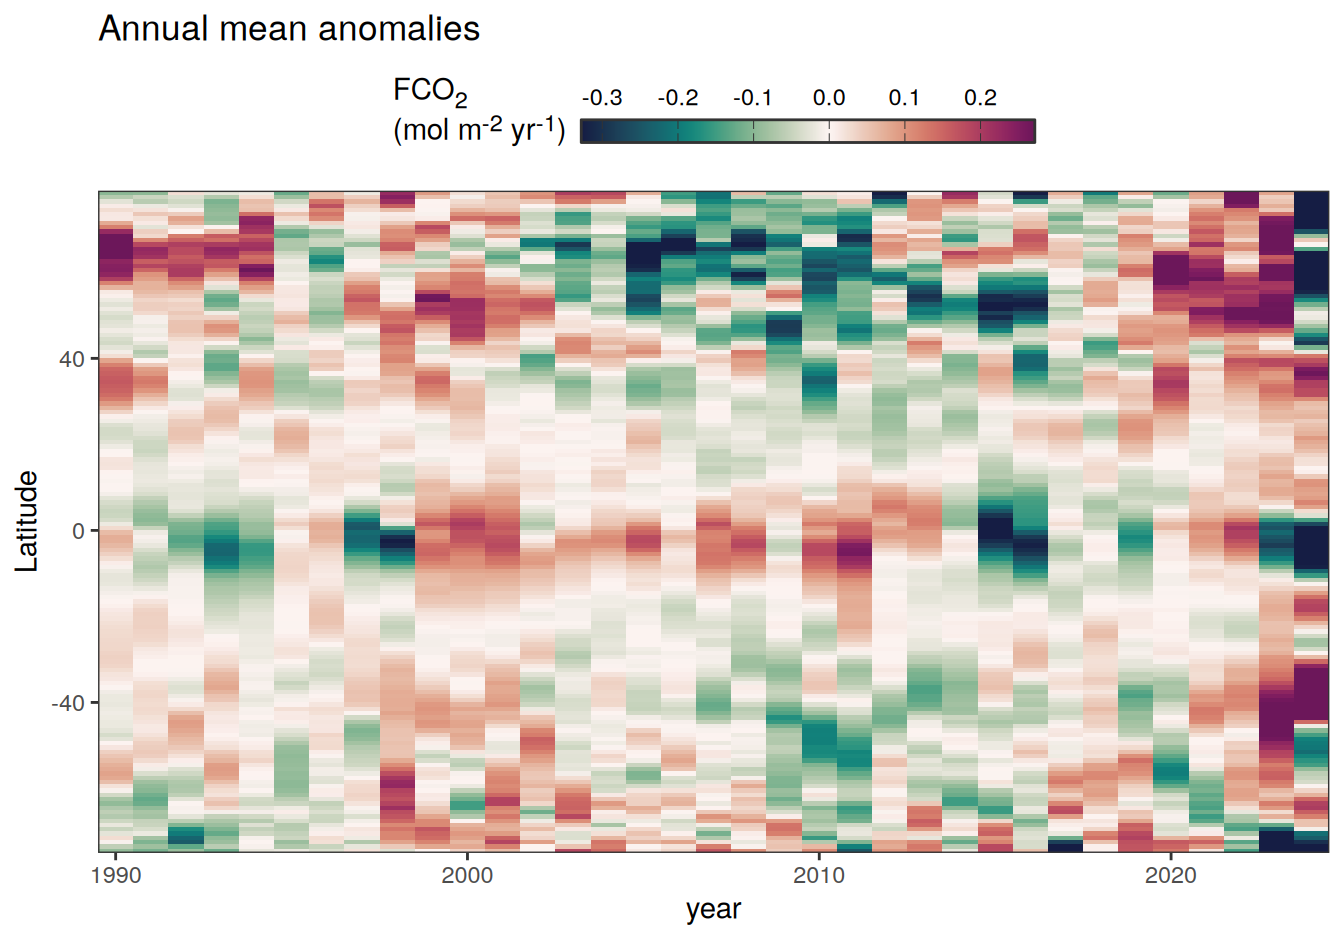 Annual mean anomalies
FCO₂
(mol m⁻² yr⁻¹)
-0.3 -0.2 -0.1 0.0 0.1 0.2
Latitude
40
0
-40
1990 2000 2010 2020
year